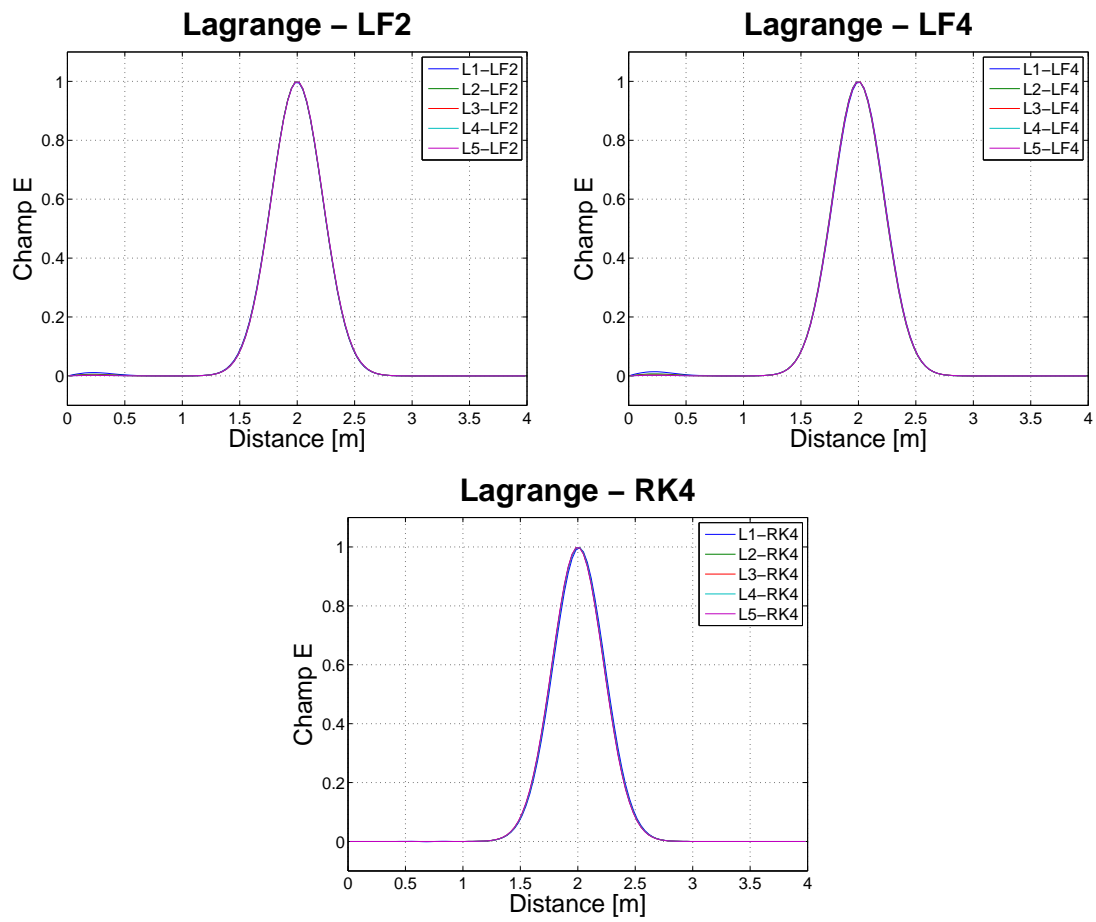 Lagrange – LF2
Champ E
1
0.8
0.6
0.4
0.2
0
0 0.5 1 1.5 2 2.5 3 3.5 4
Distance [m]
L1–LF2
L2–LF2
L3–LF2
L4–LF2
L5–LF2
Lagrange – LF4
Champ E
1
0.8
0.6
0.4
0.2
0
0 0.5 1 1.5 2 2.5 3 3.5 4
Distance [m]
L1–LF4
L2–LF4
L3–LF4
L4–LF4
L5–LF4
Lagrange – RK4
Champ E
1
0.8
0.6
0.4
0.2
0
0 0.5 1 1.5 2 2.5 3 3.5 4
Distance [m]
L1–RK4
L2–RK4
L3–RK4
L4–RK4
L5–RK4